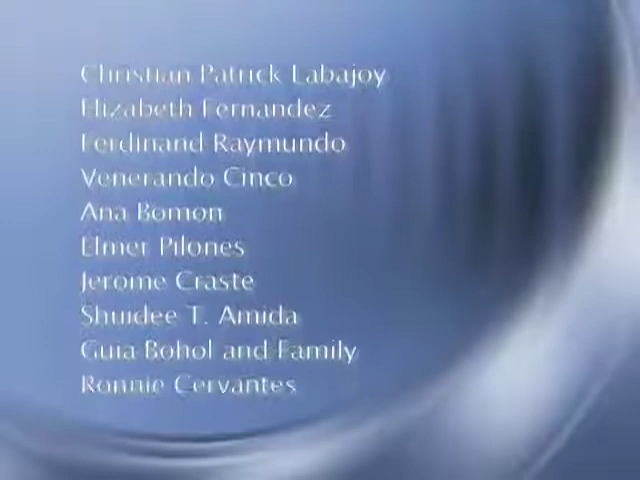 Christian Patrick Labajoy
Elizabeth Fernandez
Ferdinand Raymundo
Venerando Cinco
Ana Bomon
Elmer Pilones
Jerome Craste
Shuidee T. Amida
Guia Bohol and Family
Ronnie Cervantes